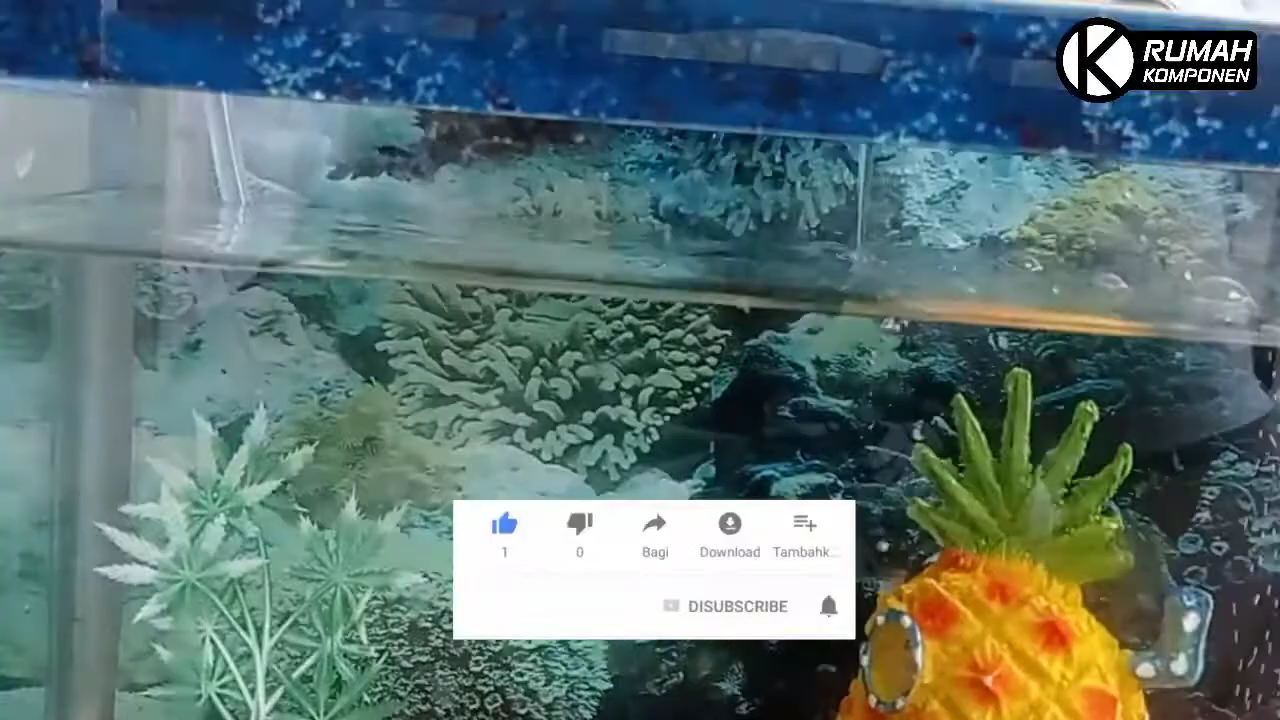 RUMAH
KOMPONEN
1
0
Bagi
Download
Tambahk...
DISUBSCRIBE